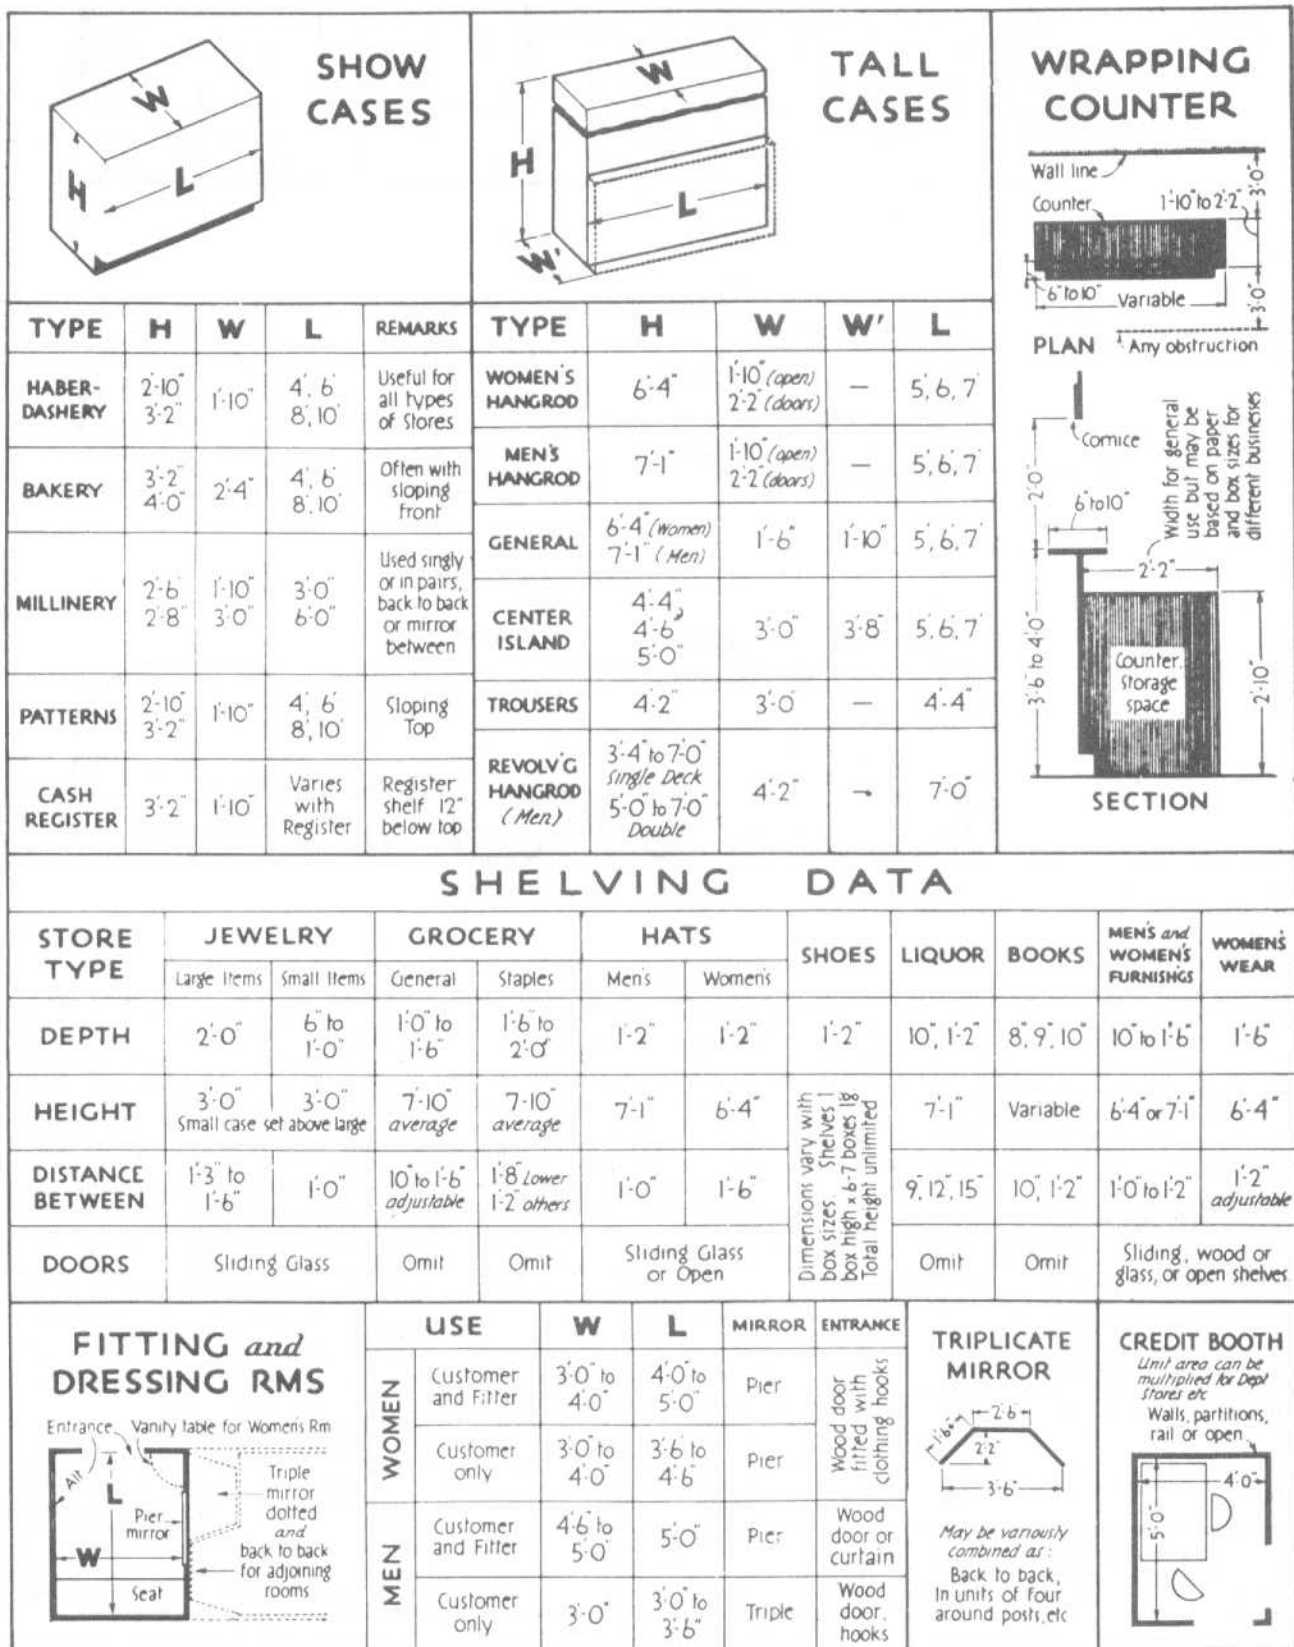 SHOW
CASES
W
H
L
TALL
CASES
W
H
L
W'
WRAPPING
COUNTER
Wall line
Counter
1'-10" to 2'-2"
3'-0"
6" to 10"
Variable
3'-0"
PLAN
Any obstruction
Cornice
2'-0"
6" to 10"
Width for general
use but may be
based on paper
and box sizes for
different businesses
2'-2"
3'-6" to 4'-0"
Counter.
Storage
space
2'-10"
SECTION
TYPE H W L REMARKS
HABER-
DASHERY
2'-10"
3'-2"
1'-10"
4', 6'
8', 10'
Useful for
all types
of Stores
BAKERY
3'-2"
4'-0"
2'-4"
4', 6'
8', 10'
Often with
sloping
front
MILLINERY
2'-6
2'-8"
1'-10"
3'-0"
3'-0"
6'-0"
Used singly
or in pairs,
back to back
or mirror
between
PATTERNS
2'-10"
3'-2"
1'-10"
4', 6'
8', 10'
Sloping
Top
CASH
REGISTER
3'-2"
1'-10"
Varies
with
Register
Register
shelf 12"
below top
TYPE H W W' L
WOMEN'S
HANGROD
6'-4"
1'-10" (open)
2'-2" (doors)
—
5', 6', 7'
MEN'S
HANGROD
7'-1"
1'-10" (open)
2'-2" (doors)
—
5', 6', 7'
GENERAL
6'-4" (Women)
7'-1" (Men)
1'-6"
1'-10"
5', 6', 7'
CENTER
ISLAND
4'-4"
4'-6"
5'-0"
3'-0"
3'-8"
5', 6', 7'
TROUSERS
4'-2"
3'-0"
—
4'-4"
REVOLV'G
HANGROD
(Men)
3'-4" to 7'-0"
Single Deck
5'-0" to 7'-0"
Double
4'-2"
—
7'-0"
SHELVING DATA
STORE
TYPE
JEWELRY
Large Items Small Items
GROCERY
General Staples
HATS
Men's Women's
SHOES
LIQUOR
BOOKS
MEN'S and
WOMEN'S
FURNISH'GS
WOMEN'S
WEAR
DEPTH
2'-0"
6" to
1'-0"
1'-0" to
1'-6"
1'-6" to
2'-0"
1'-2"
1'-2"
1'-2"
10", 1'-2"
8", 9", 10"
10" to 1'-6"
1'-6"
HEIGHT
3'-0" 3'-0"
Small case set above large
7'-10"
average
7'-10"
average
7'-1"
6'-4"
Dimensions vary with
box sizes. Shelves 1
box high x 6-7 boxes lg
Total height unlimited
7'-1"
Variable
6'-4" or 7'-1"
6'-4"
DISTANCE
BETWEEN
1'-3" to
1'-6"
1'-0"
10" to 1'-6"
adjustable
1'-8" Lower
1'-2" others
1'-0"
1'-6"
9", 12", 15"
10", 1'-2"
1'-0" to 1'-2"
1'-2"
adjustable
DOORS
Sliding Glass
Omit
Omit
Sliding Glass
or Open
Omit
Omit
Sliding, wood or
glass, or open shelves.
FITTING and
DRESSING RMS
Entrance
Vanity table for Women's Rm
Alt
L
W
Pier
mirror
Seat
Triple
mirror
dotted
and
back to back
for adjoining
rooms
USE W L MIRROR ENTRANCE
WOMEN
Customer
and Fitter
3'-0" to
4'-0"
4'-0" to
5'-0"
Pier
Wood door
fitted with
clothing hooks
Customer
only
3'-0" to
4'-0"
3'-6" to
4'-6"
Pier
MEN
Customer
and Fitter
4'-6" to
5'-0"
5'-0"
Pier
Wood
door or
curtain
Customer
only
3'-0"
3'-0" to
3'-6"
Triple
Wood
door,
hooks
TRIPLICATE
MIRROR
2'-6"
1'-6"
2'-2"
3'-6"
May be variously
combined as:
Back to back,
In units of four
around posts, etc
CREDIT BOOTH
Unit area can be
multiplied for Dept
Stores etc
Walls, partitions,
rail or open
4'-0"
5'-0"